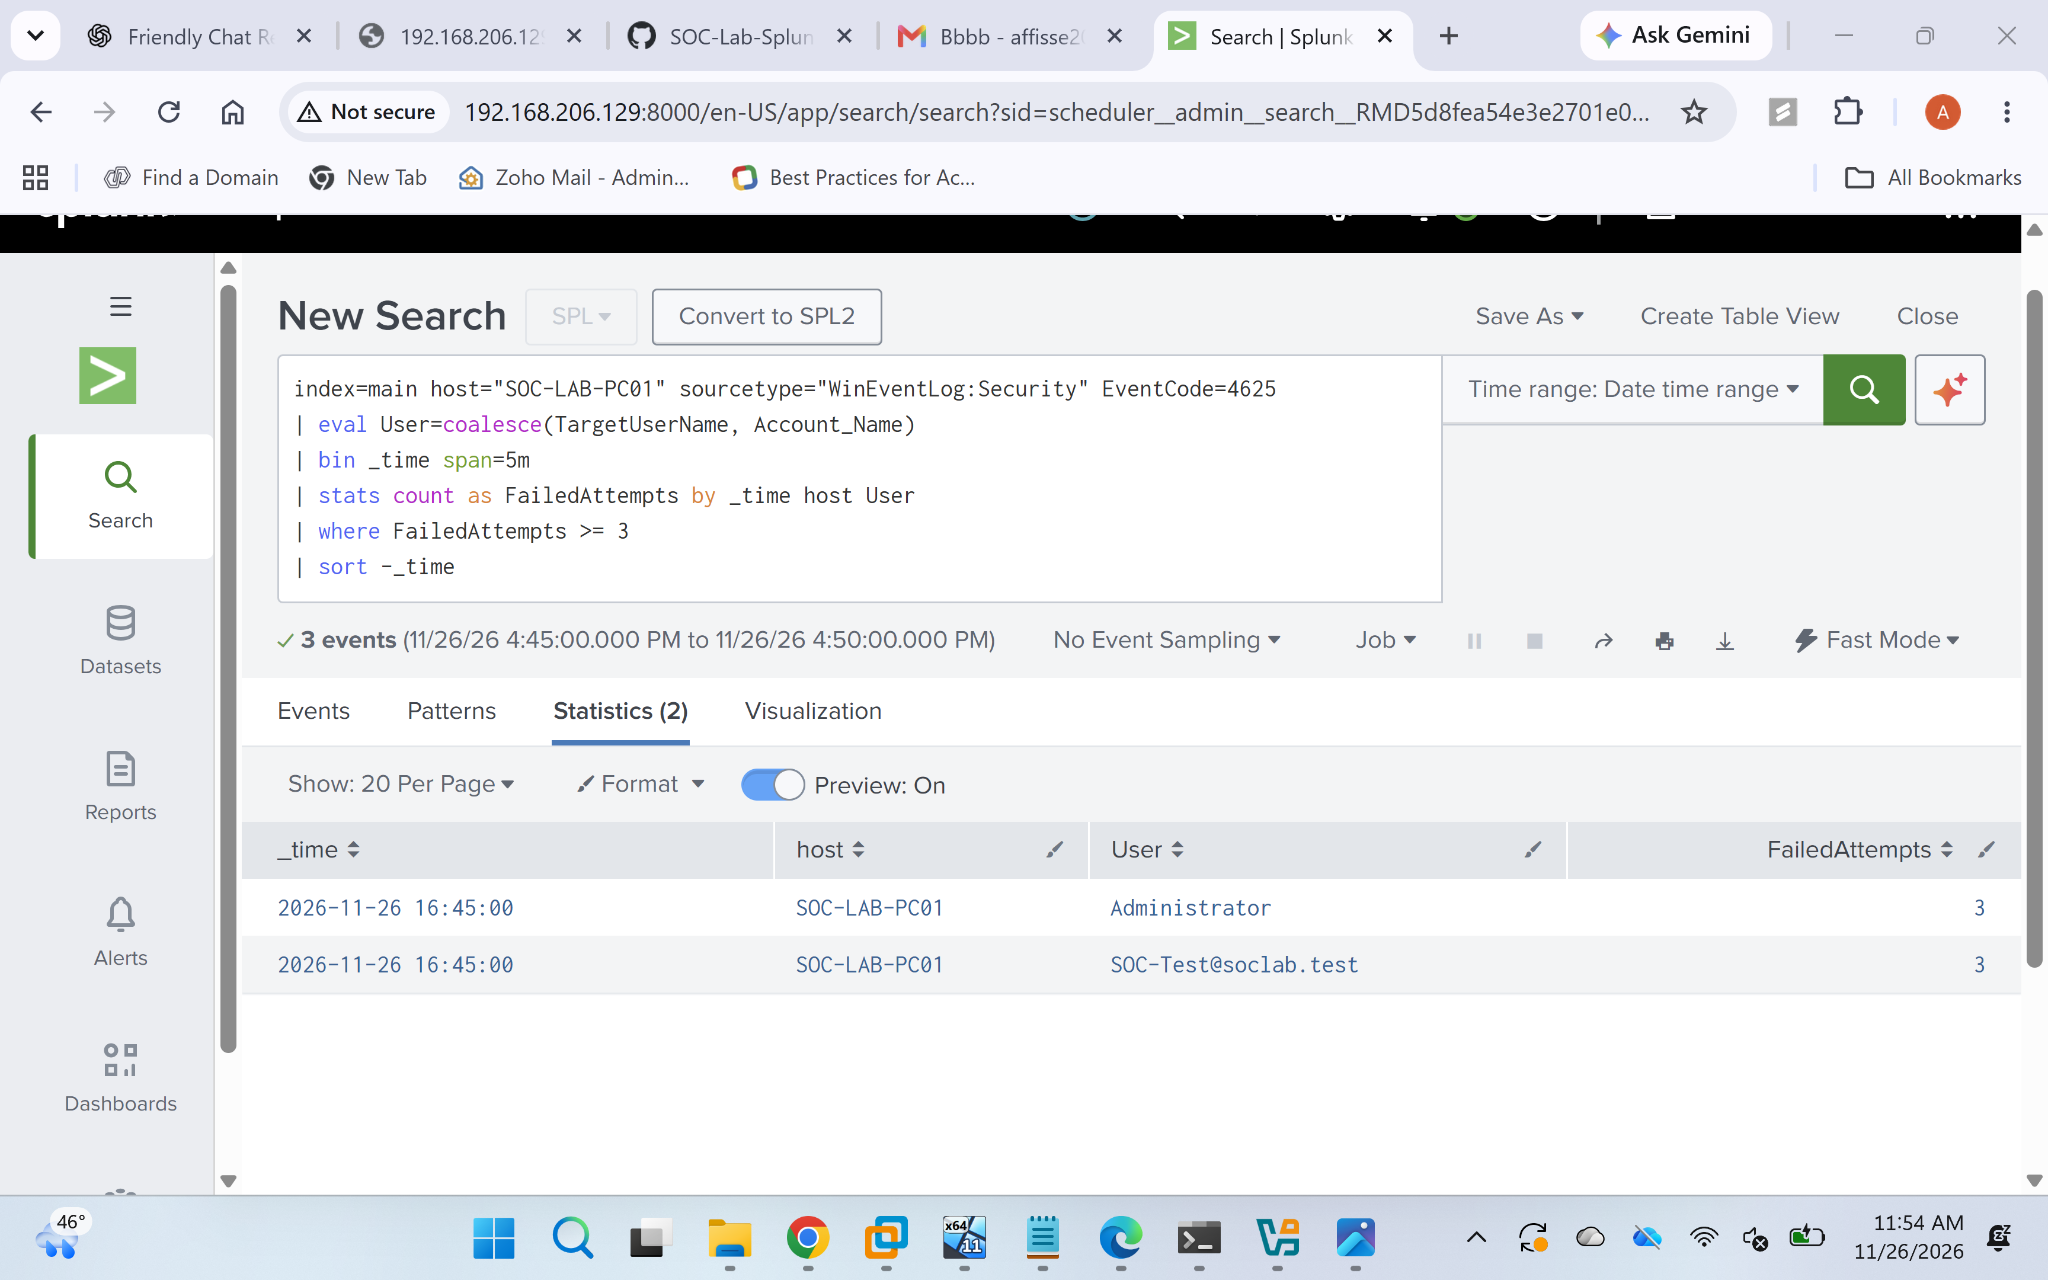 Friendly Chat Re
192.168.206.129
SOC-Lab-Splun
Bbbb - affisse20
Search | Splunk
Ask Gemini
Not secure
192.168.206.129:8000/en-US/app/search/search?sid=scheduler__admin__search__RMD5d8fea54e3e2701e0...
A
Find a Domain
New Tab
Zoho Mail - Admin...
Best Practices for Ac...
All Bookmarks
New Search
SPL
Convert to SPL2
Save As
Create Table View
Close
index=main host="SOC-LAB-PC01" sourcetype="WinEventLog:Security" EventCode=4625
| eval User=coalesce(TargetUserName, Account_Name)
| bin _time span=5m
| stats count as FailedAttempts by _time host User
| where FailedAttempts >= 3
| sort -_time
Time range: Date time range
Search
Datasets
Reports
Alerts
Dashboards
3 events (11/26/26 4:45:00.000 PM to 11/26/26 4:50:00.000 PM)
No Event Sampling
Job
Fast Mode
Events
Patterns
Statistics (2)
Visualization
Show: 20 Per Page
Format
Preview: On
_time host User FailedAttempts
2026-11-26 16:45:00 SOC-LAB-PC01 Administrator 3
2026-11-26 16:45:00 SOC-LAB-PC01 SOC-Test@soclab.test 3
46°
x64
11
11:54 AM
11/26/2026